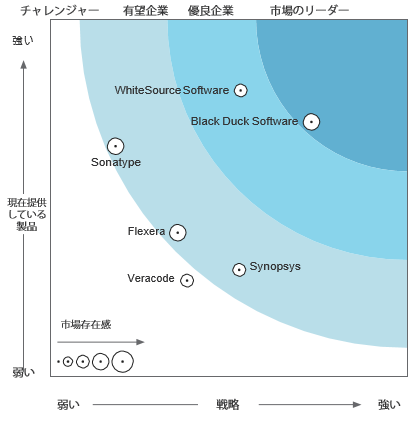 チャレンジャー 有望企業 優良企業 市場のリーダー
強い
WhiteSource Software
Black Duck Software
Sonatype
現在提供
している
製品
Flexera
Synopsys
Veracode
市場存在感
弱い
弱い 戦略 強い